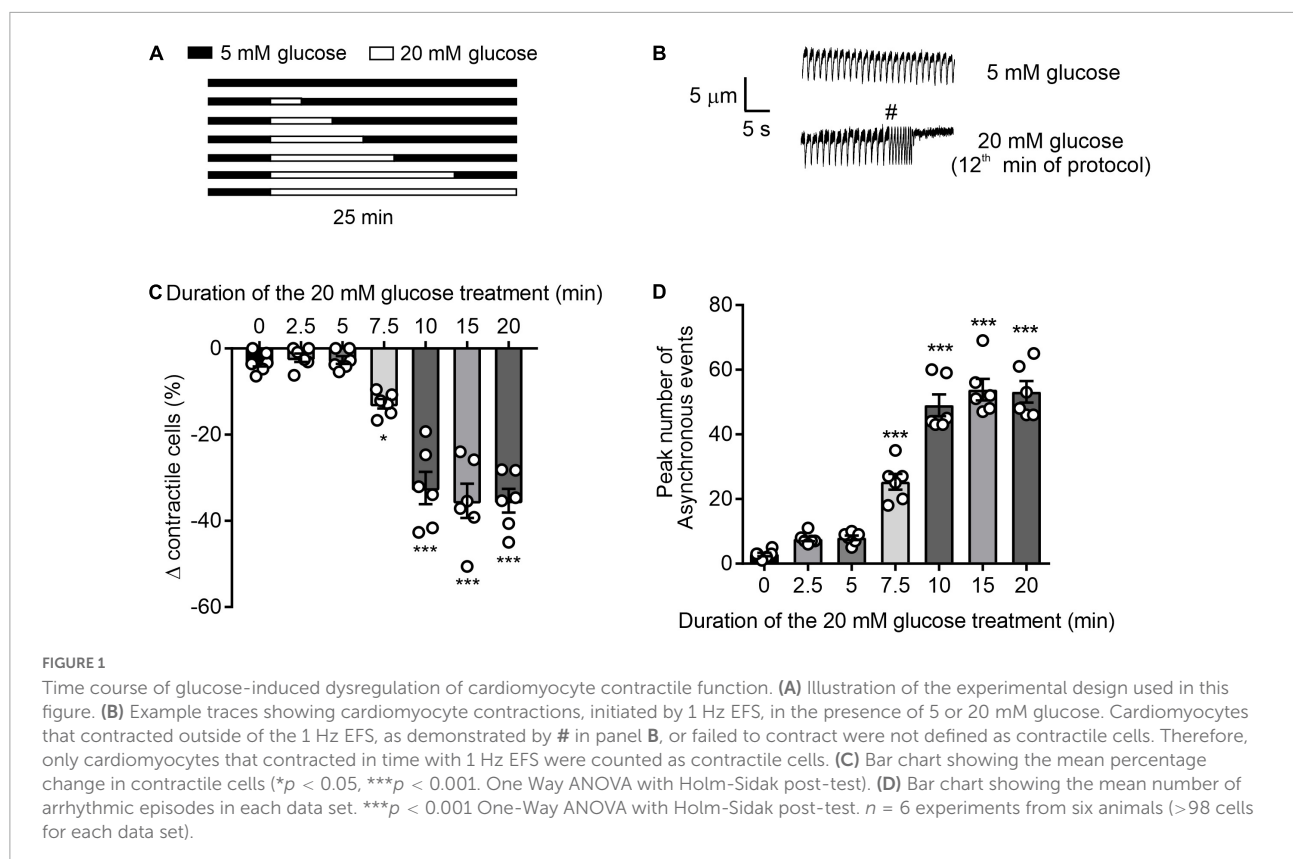 A
5 mM glucose
20 mM glucose
25 min
B
5 µm
5 s
#
5 mM glucose
20 mM glucose
(12th min of protocol)
C Duration of the 20 mM glucose treatment (min)
0 2.5 5 7.5 10 15 20
0
-20
-40
-60
Δ contractile cells (%)
*
***
***
***
D
80
60
40
20
0
Peak number of
Asynchronous events
***
***
***
***
0 2.5 5 7.5 10 15 20
Duration of the 20 mM glucose treatment (min)
FIGURE 1
Time course of glucose-induced dysregulation of cardiomyocyte contractile function. (A) Illustration of the experimental design used in this
figure. (B) Example traces showing cardiomyocyte contractions, initiated by 1 Hz EFS, in the presence of 5 or 20 mM glucose. Cardiomyocytes
that contracted outside of the 1 Hz EFS, as demonstrated by # in panel B, or failed to contract were not defined as contractile cells. Therefore,
only cardiomyocytes that contracted in time with 1 Hz EFS were counted as contractile cells. (C) Bar chart showing the mean percentage
change in contractile cells (*p < 0.05, ***p < 0.001. One Way ANOVA with Holm-Sidak post-test). (D) Bar chart showing the mean number of
arrhythmic episodes in each data set. ***p < 0.001 One-Way ANOVA with Holm-Sidak post-test. n = 6 experiments from six animals (>98 cells
for each data set).